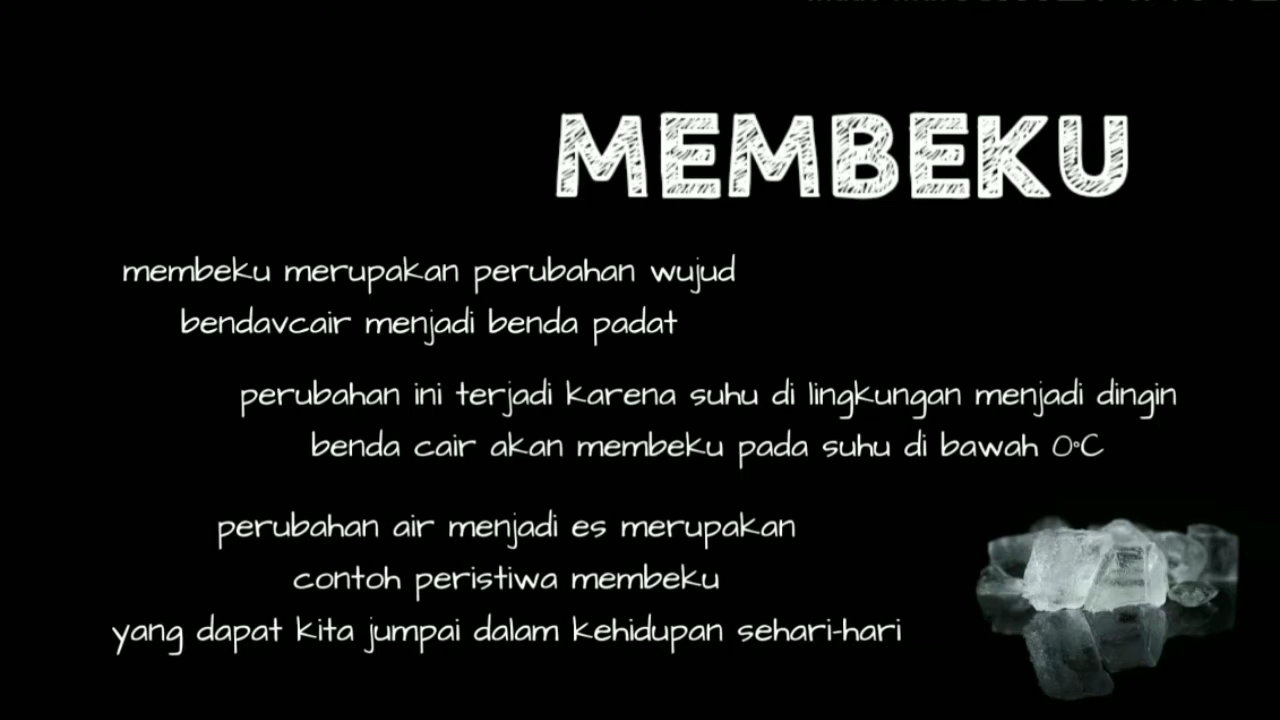 MEMBEKU
membeku merupakan perubahan wujud
bendavcair menjadi benda padat
perubahan ini terjadi karena suhu di lingkungan menjadi dingin
benda cair akan membeku pada suhu di bawah 0°C
perubahan air menjadi es merupakan
contoh peristiwa membeku
yang dapat kita jumpai dalam kehidupan sehari-hari